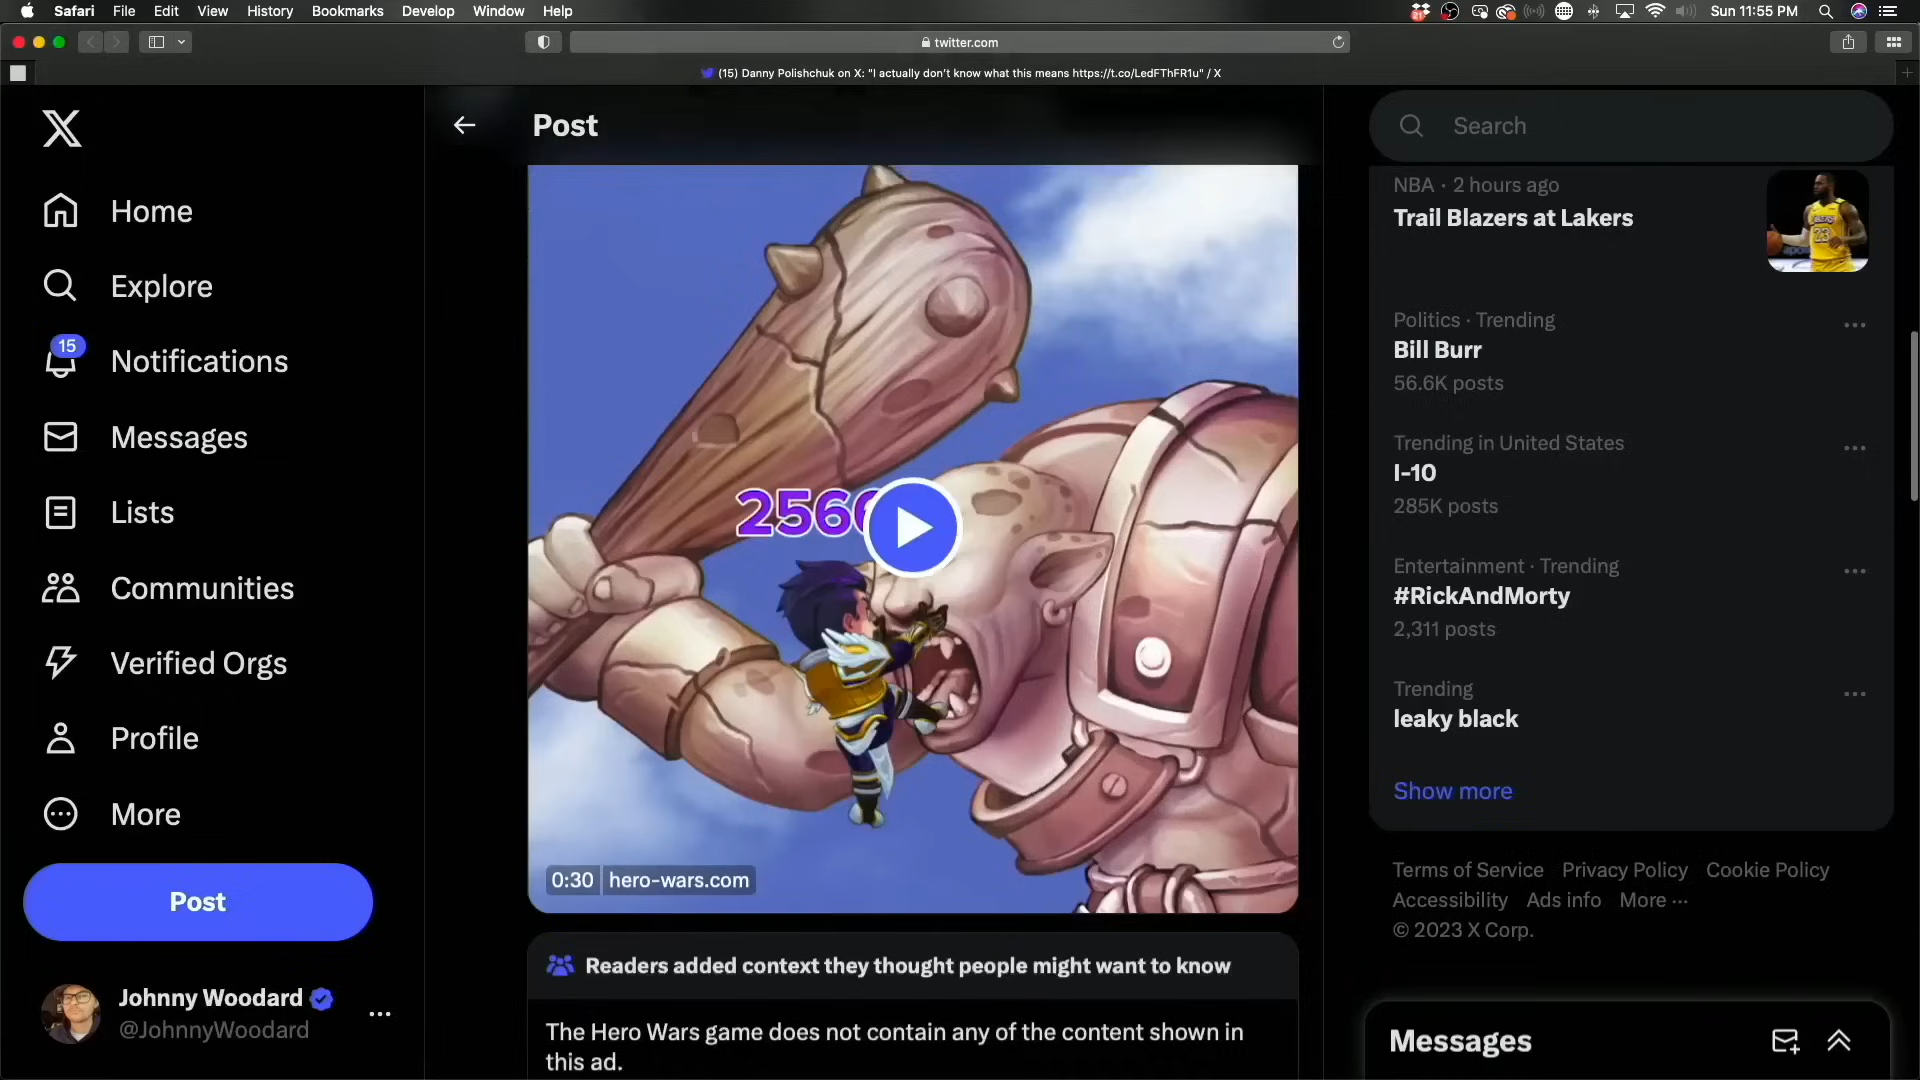 Safari File Edit View History Bookmarks Develop Window Help
21
Sun 11:55 PM
twitter.com
(15) Danny Polishchuk on X: "I actually don't know what this means https://t.co/LedFThFR1u" / X
Home
Explore
15
Notifications
Messages
Lists
Communities
Verified Orgs
Profile
More
Post
Johnny Woodard
@JohnnyWoodard
Post
0:30 hero-wars.com
Readers added context they thought people might want to know
The Hero Wars game does not contain any of the content shown in
this ad.
Search
NBA · 2 hours ago
Trail Blazers at Lakers
23
Politics · Trending
Bill Burr
56.6K posts
Trending in United States
I-10
285K posts
Entertainment · Trending
#RickAndMorty
2,311 posts
Trending
leaky black
Show more
Terms of Service Privacy Policy Cookie Policy
Accessibility Ads info More ···
© 2023 X Corp.
Messages